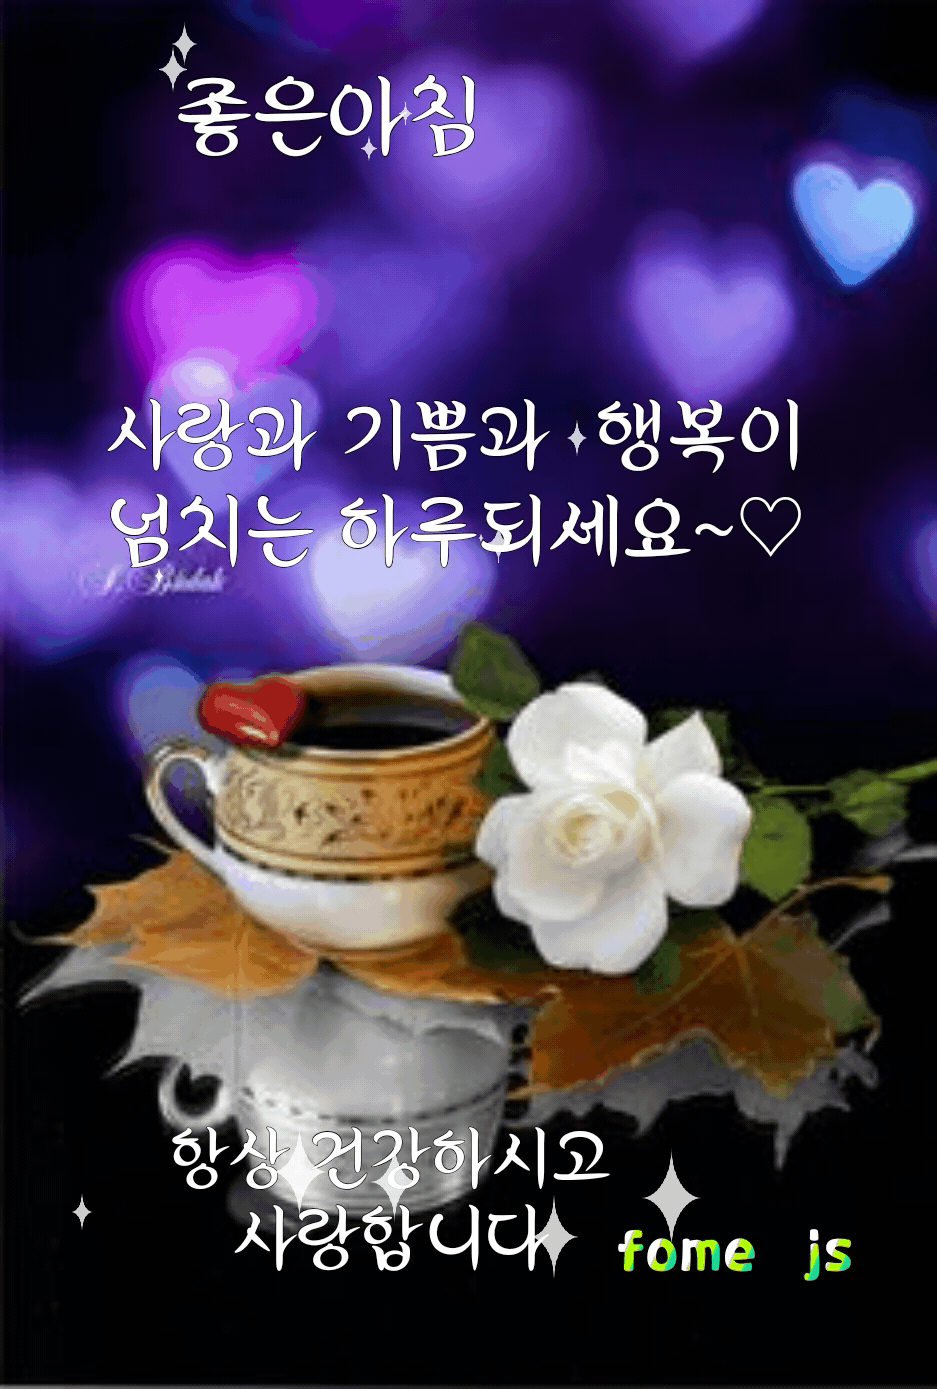 좋은아침
사랑과 기쁨과 행복이
넘치는 하루되세요~♡
항상 건강하시고
사랑합니다
fome js